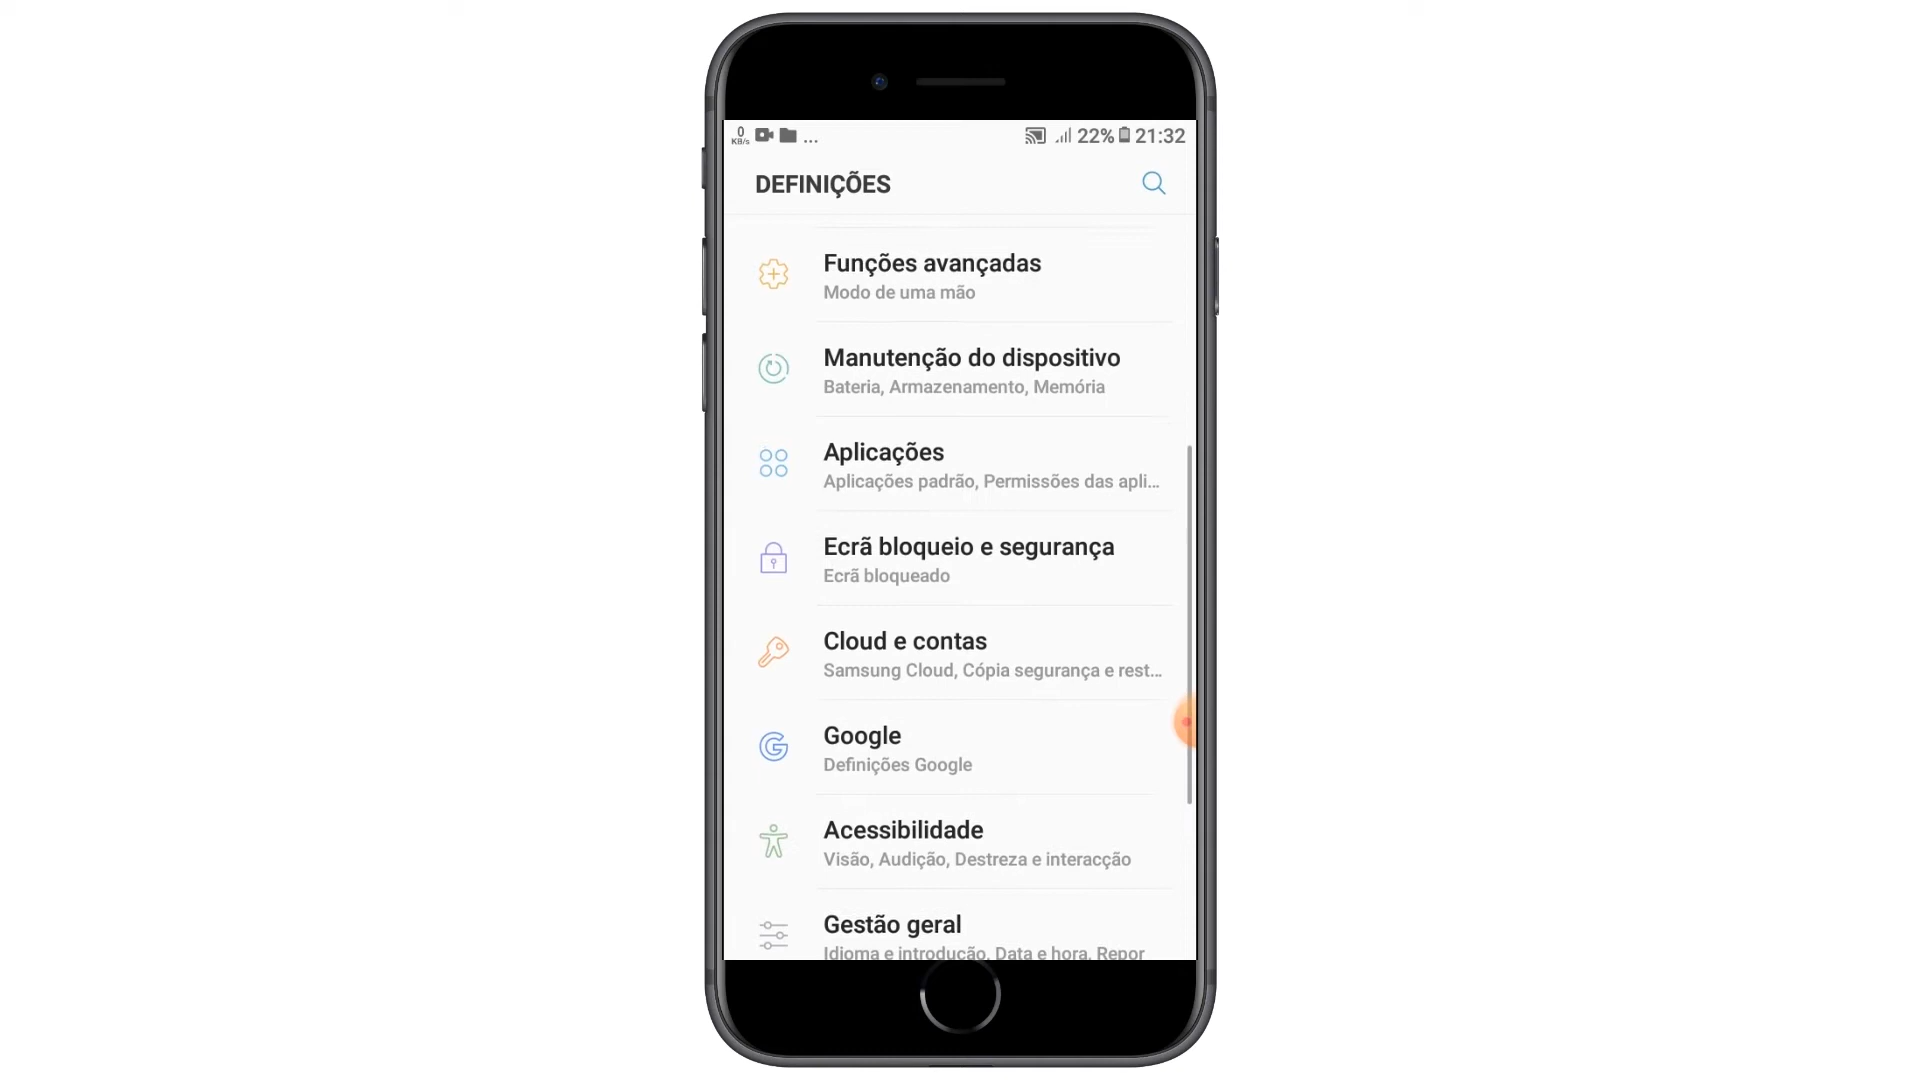 0
KB/s
...
22%
21:32
DEFINIÇÕES
Funções avançadas
Modo de uma mão
Manutenção do dispositivo
Bateria, Armazenamento, Memória
Aplicações
Aplicações padrão, Permissões das apli...
Ecrã bloqueio e segurança
Ecrã bloqueado
Cloud e contas
Samsung Cloud, Cópia segurança e rest...
Google
Definições Google
Acessibilidade
Visão, Audição, Destreza e interacção
Gestão geral
Idioma e introdução, Data e hora, Repor